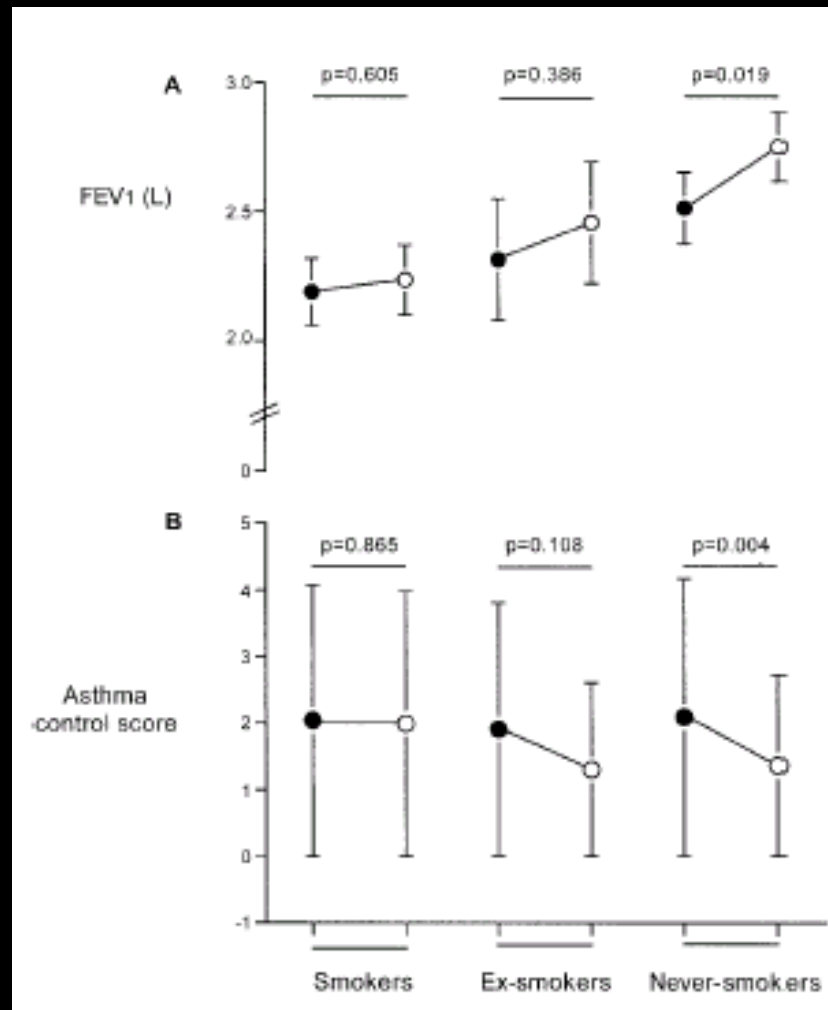 A
p=0.605 p=0.386 p=0.019
3.0
FEV1 (L)
2.5
2.0
0
B
5
p=0.865 p=0.108 p=0.004
4
3
Asthma
-control score
2
1
0
-1
Smokers Ex-smokers Never-smokers